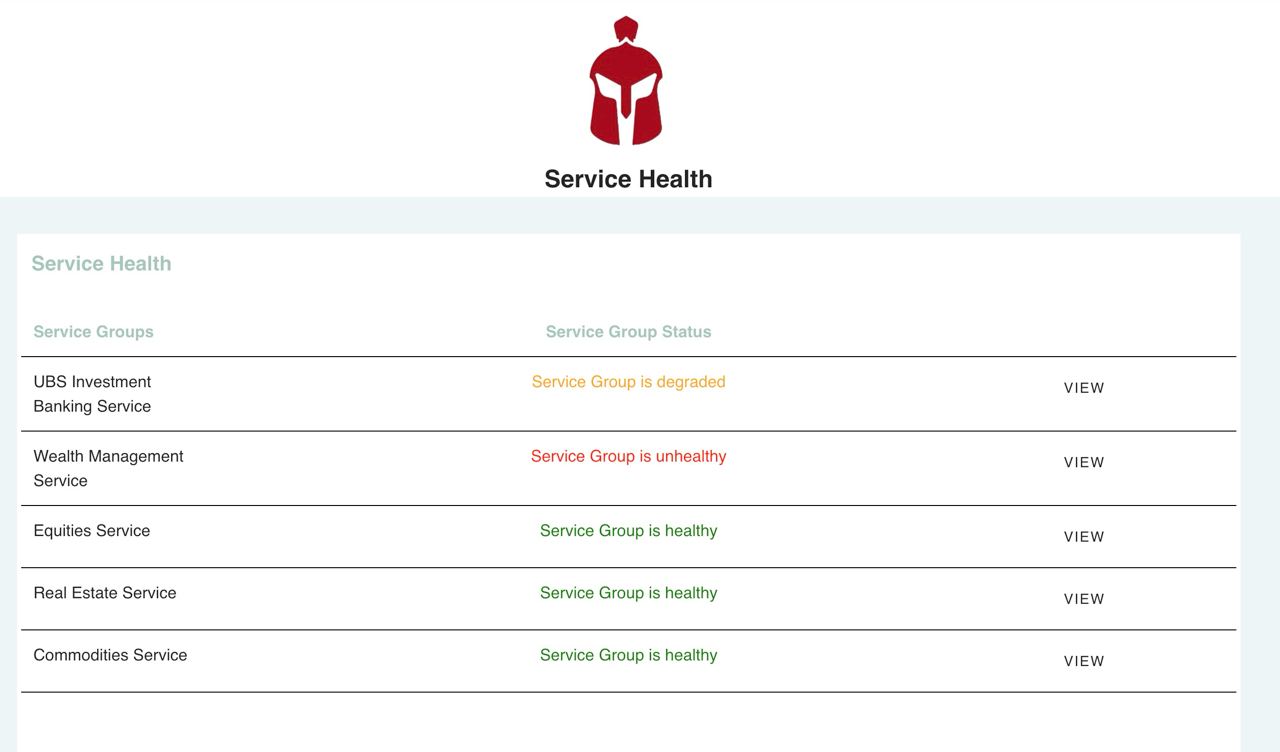 Service Health
Service Health
Service Groups Service Group Status
UBS Investment
Banking Service
Service Group is degraded
VIEW
Wealth Management
Service
Service Group is unhealthy
VIEW
Equities Service
Service Group is healthy
VIEW
Real Estate Service
Service Group is healthy
VIEW
Commodities Service
Service Group is healthy
VIEW